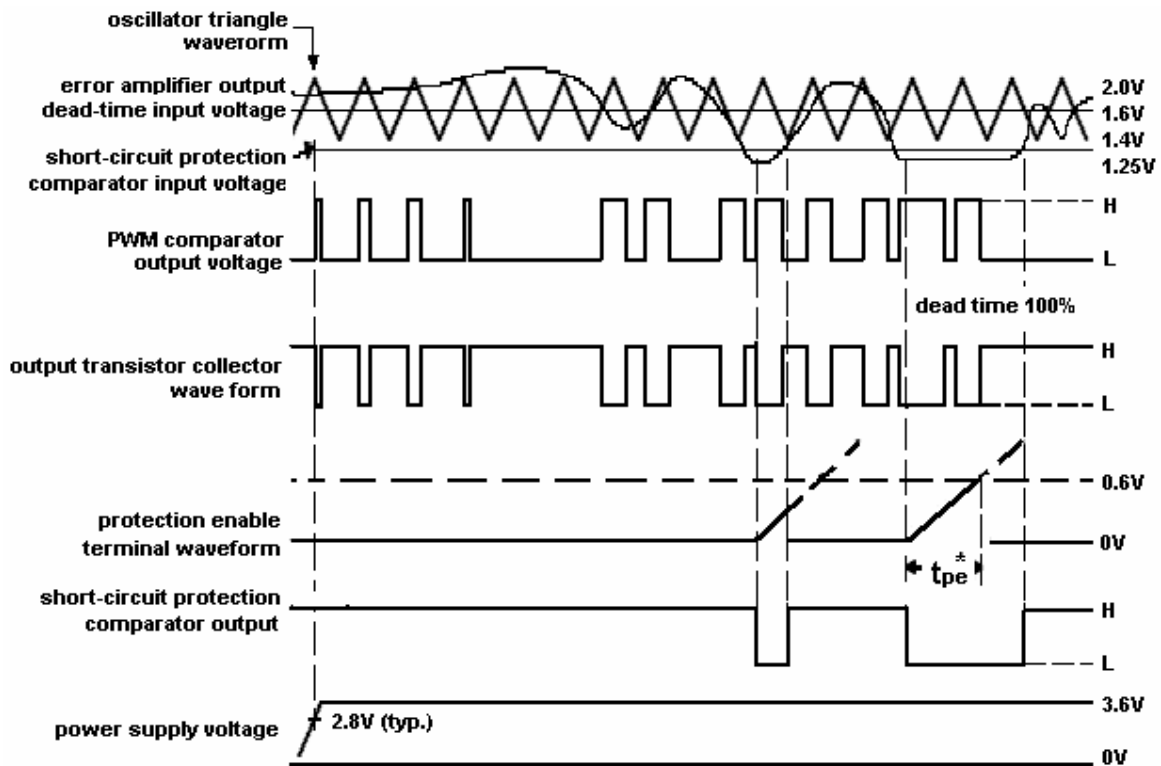 oscillator triangle
waveform
error amplifier output
dead-time input voltage
2.0V
1.6V
1.4V
short-circuit protection
comparator input voltage
1.25V
H
PWM comparator
output voltage
L
dead time 100%
H
output transistor collector
wave form
L
0.6V
protection enable
terminal waveform
0V
tpe*
short-circuit protection
comparator output
H
L
3.6V
power supply voltage
2.8V (typ.)
0V